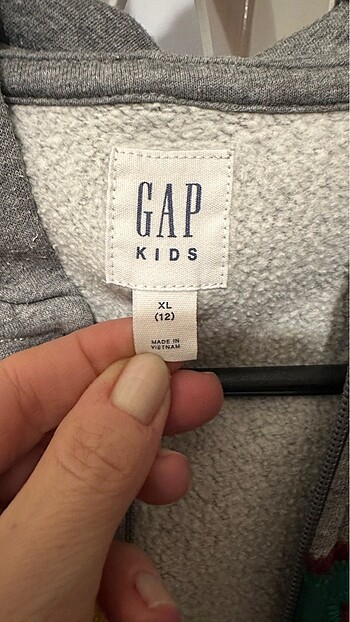 GAP
KIDS
XL
(12)
MADE IN
VIETNAM